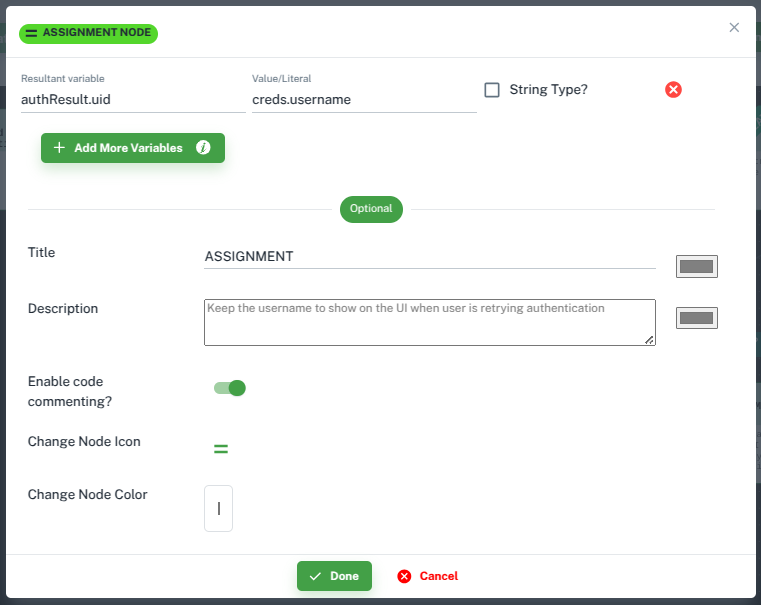 ASSIGNMENT NODE
Resultant variable
Value/Literal
authResult.uid
creds.username
String Type?
Add More Variables i
Optional
Title
ASSIGNMENT
Description
Keep the username to show on the UI when user is retrying authentication
Enable code
commenting?
Change Node Icon
Change Node Color
Done
Cancel